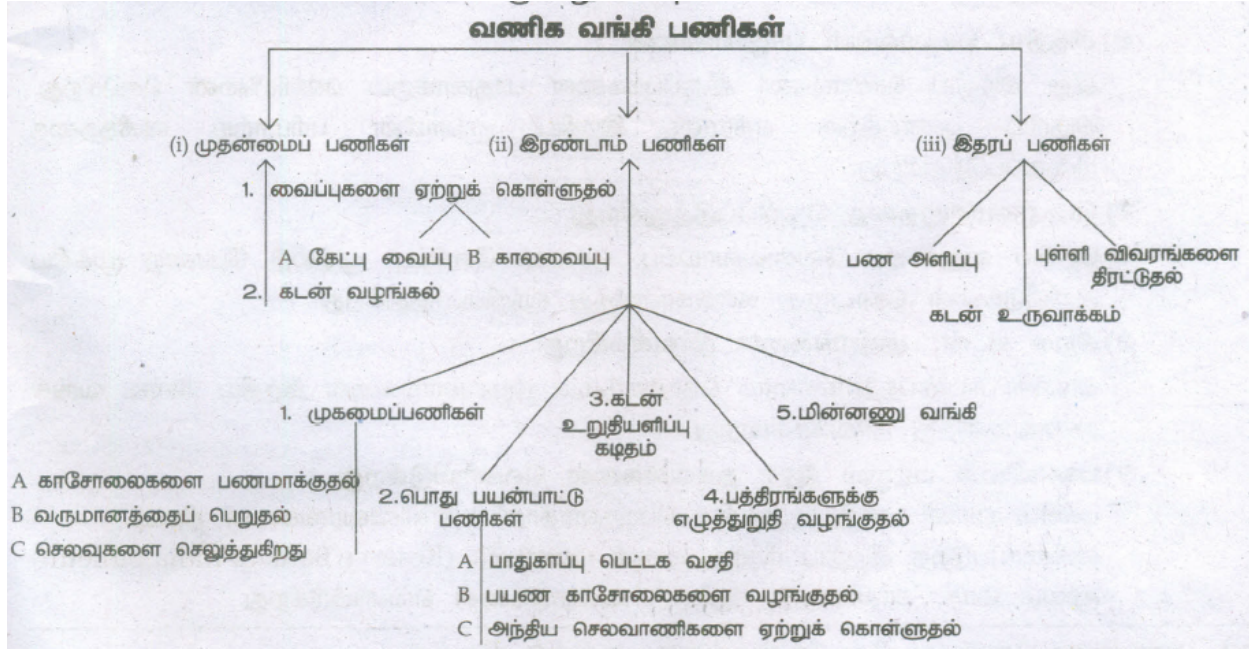 வணிக வங்கி பணிகள்
(i) முதன்மைப் பணிகள்
(ii) இரண்டாம் பணிகள்
(iii) இதரப் பணிகள்
1. வைப்புகளை ஏற்றுக் கொள்ளுதல்
A கேட்பு வைப்பு B காலவைப்பு
2. கடன் வழங்கல்
பண அளிப்பு
புள்ளி விவரங்களை
திரட்டுதல்
கடன் உருவாக்கம்
1. முகமைப்பணிகள்
A காசோலைகளை பணமாக்குதல்
B வருமானத்தைப் பெறுதல்
C செலவுகளை செலுத்துகிறது
2.பொது பயன்பாட்டு
பணிகள்
A பாதுகாப்பு பெட்டக வசதி
B பயண காசோலைகளை வழங்குதல்
C அந்திய செலவாணிகளை ஏற்றுக் கொள்ளுதல்
3.கடன்
உறுதியளிப்பு
கடிதம்
4.பத்திரங்களுக்கு
எழுத்துறுதி வழங்குதல்
5.மின்னணு வங்கி